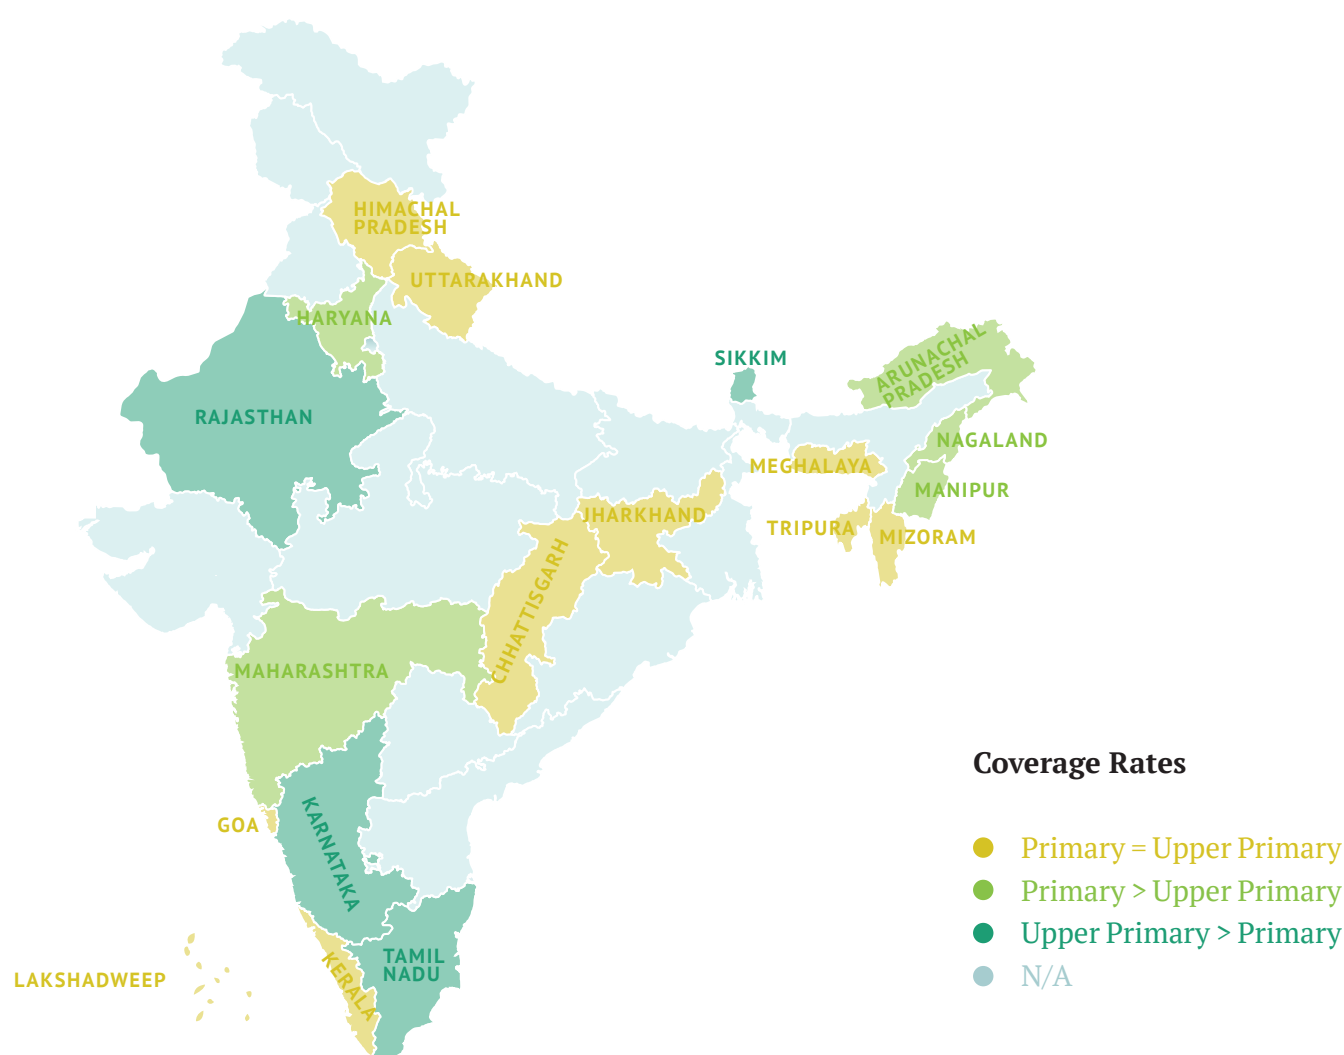 HIMACHAL
PRADESH
UTTARAKHAND
HARYANA
ARUNACHAL
PRADESH
SIKKIM
RAJASTHAN
NAGALAND
MEGHALAYA
MANIPUR
JHARKHAND
TRIPURA
MIZORAM
CHHATTISGARH
MAHARASHTRA
Coverage Rates
GOA
KARNATAKA
Primary = Upper Primary
Primary > Upper Primary
Upper Primary > Primary
N/A
TAMIL
NADU
KERALA
LAKSHADWEEP